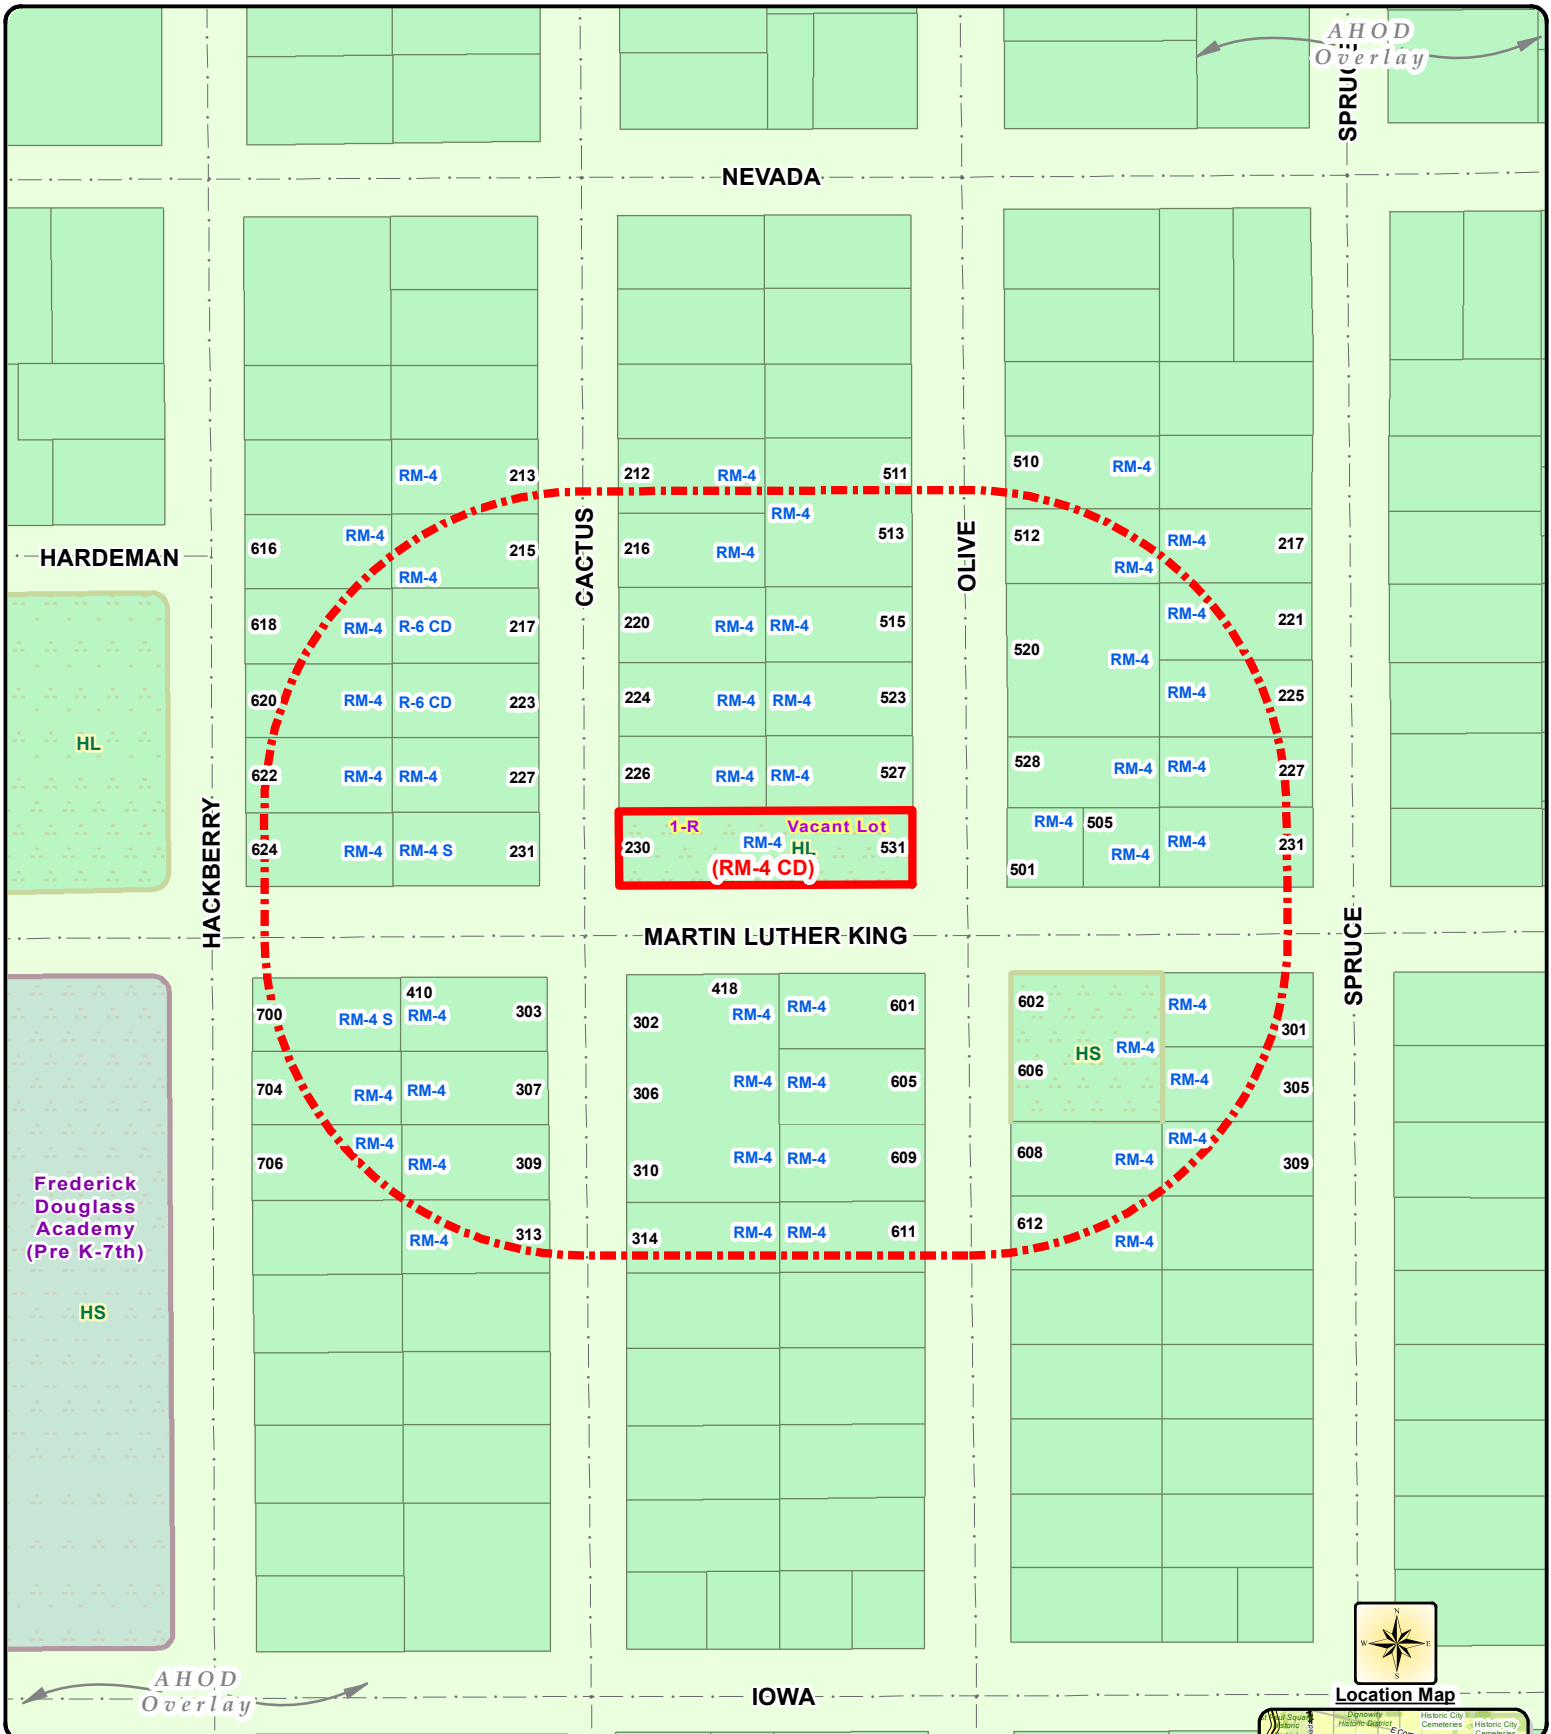 AHOD
Overlay
SPRUCE
NEVADA
RM-4 213
212 RM-4 511
510 RM-4
HARDEMAN
616 RM-4
RM-4 215
CACTUS
216 RM-4
RM-4 513
OLIVE
512 RM-4
RM-4 217
618 RM-4
R-6 CD 217
220 RM-4
RM-4 515
520 RM-4
RM-4 221
620 RM-4
R-6 CD 223
224 RM-4
RM-4 523
RM-4 225
HL
622 RM-4
RM-4 227
226 RM-4
RM-4 527
528 RM-4
RM-4 227
HACKBERRY
624 RM-4
RM-4 S 231
1-R Vacant Lot
230 RM-4 HL 531
(RM-4 CD)
RM-4 505
501 RM-4
RM-4 231
MARTIN LUTHER KING
SPRUCE
700 RM-4 S
410
RM-4 303
418
302 RM-4
RM-4 601
602
HS RM-4
606
RM-4 301
704 RM-4
RM-4 307
306 RM-4
RM-4 605
RM-4 305
706 RM-4
RM-4 309
310 RM-4
RM-4 609
608 RM-4
RM-4 309
Frederick
Douglass
Academy
(Pre K-7th)
HS
RM-4 313
314 RM-4
RM-4 611
612 RM-4
AHOD
Overlay
IOWA
N
W E
S
Location Map
Dignowity
Historic District
Historic City
Cemeteries
Historic City